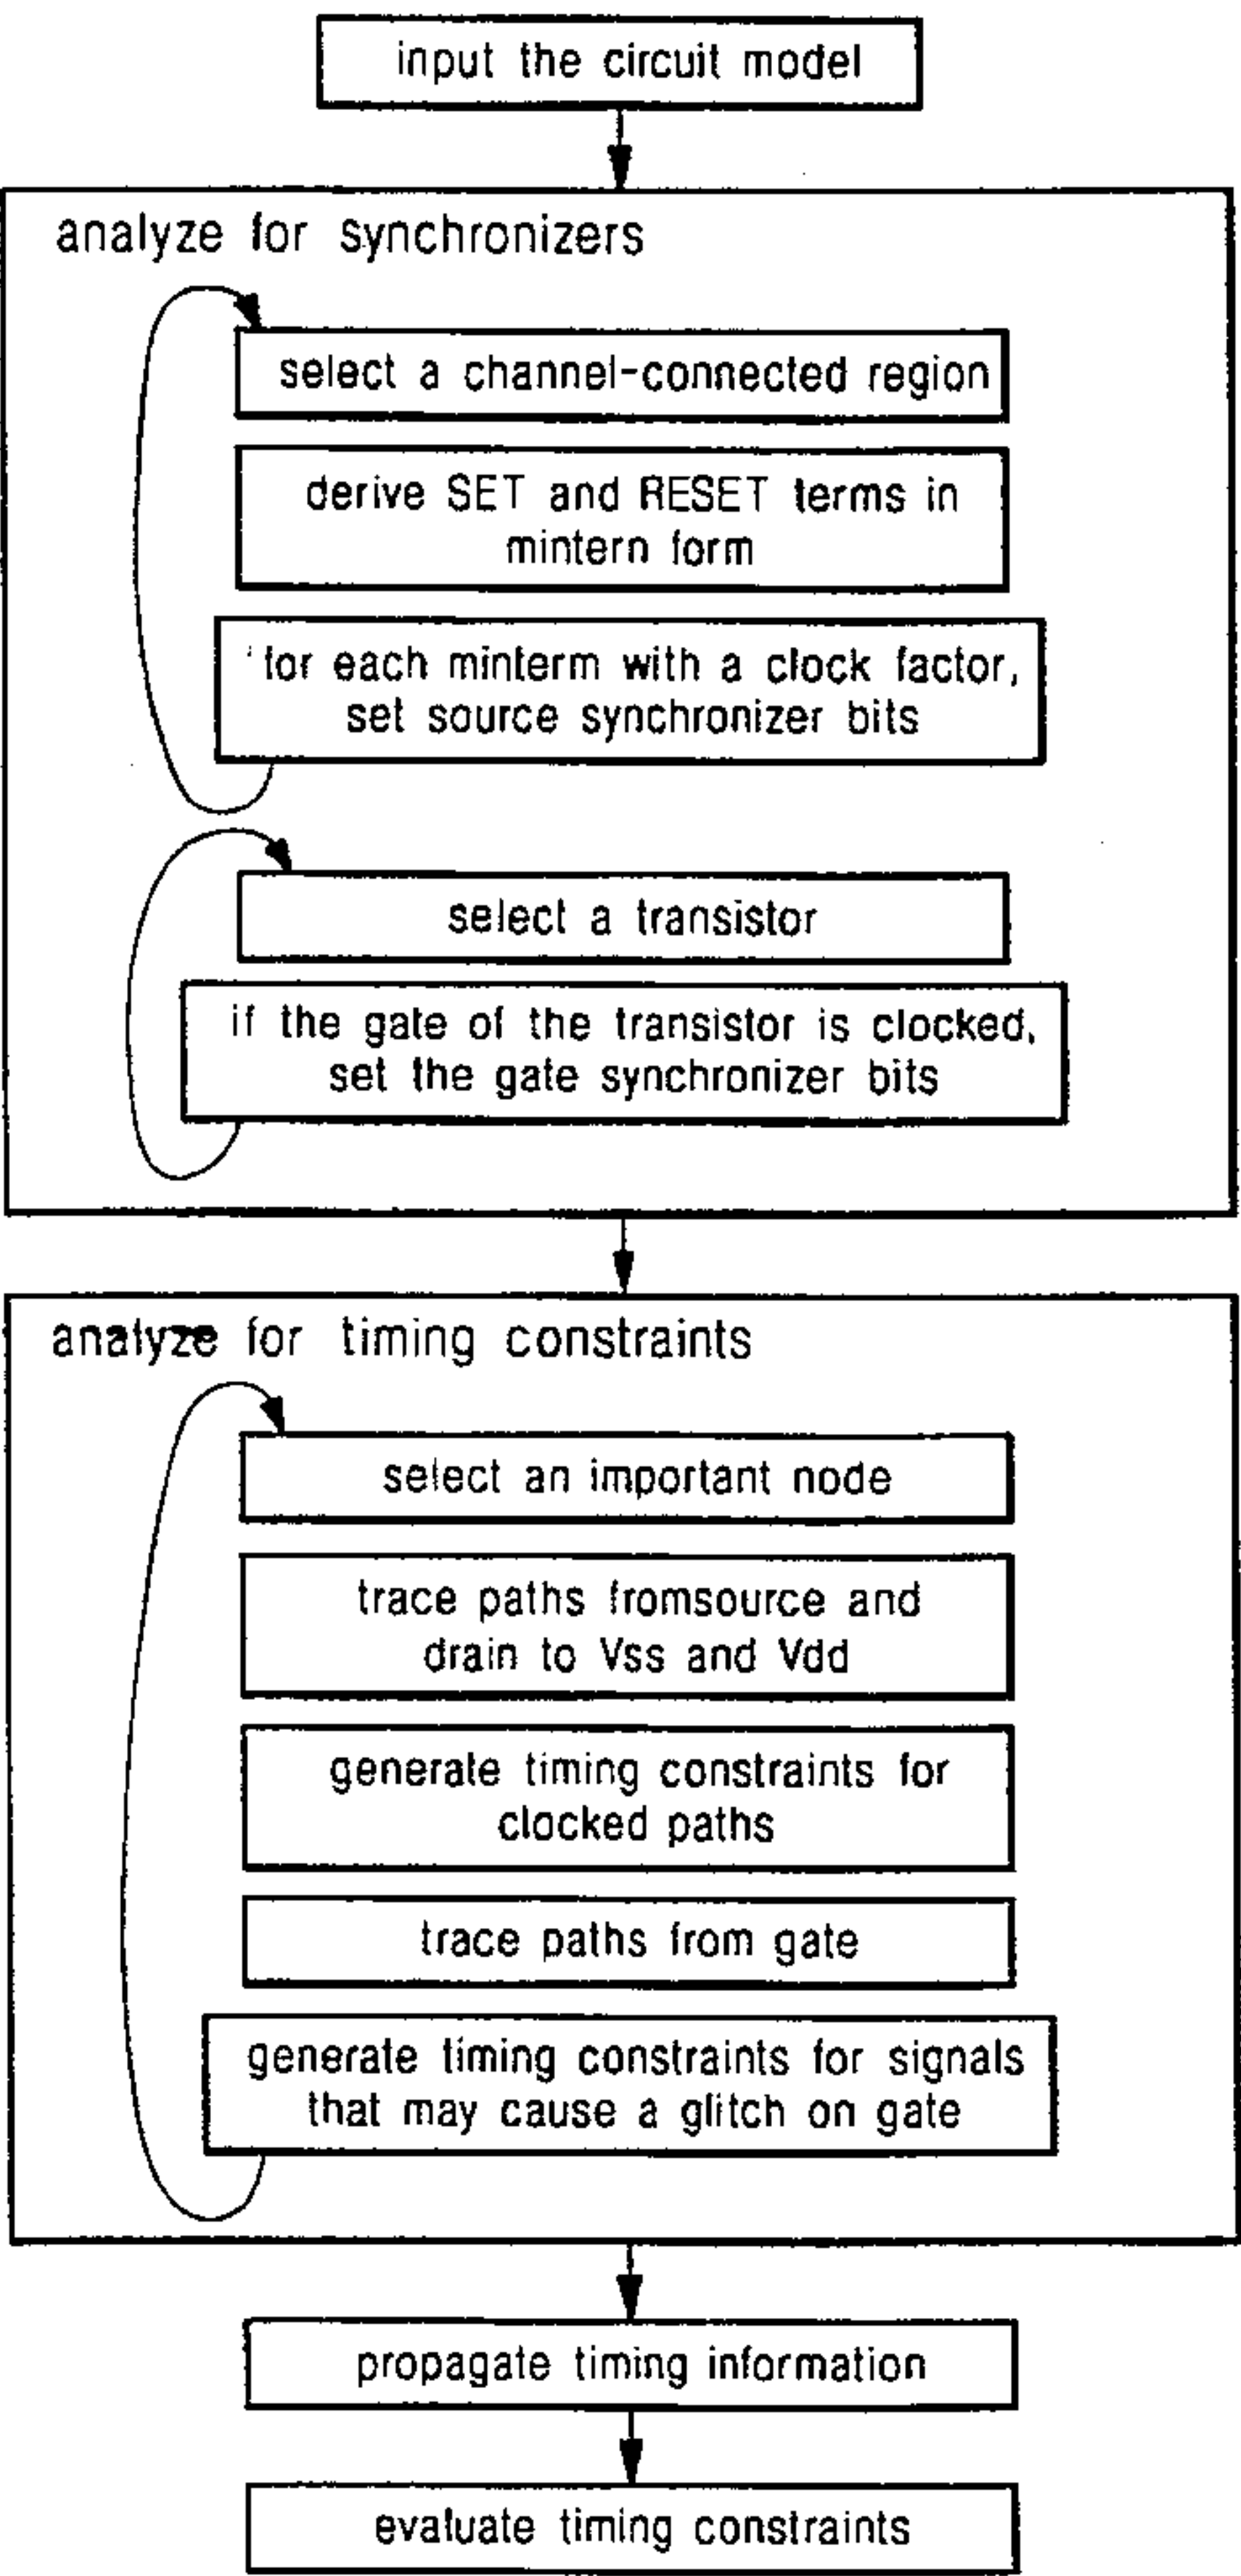 input the circuit model
analyze for synchronizers
select a channel-connected region
derive SET and RESET terms in
mintern form
for each minterm with a clock factor,
set source synchronizer bits
select a transistor
if the gate of the transistor is clocked,
set the gate synchronizer bits
analyze for timing constraints
select an important node
trace paths fromsource and
drain to Vss and Vdd
generate timing constraints for
clocked paths
trace paths from gate
generate timing constraints for signals
that may cause a glitch on gate
propagate timing information
evaluate timing constraints